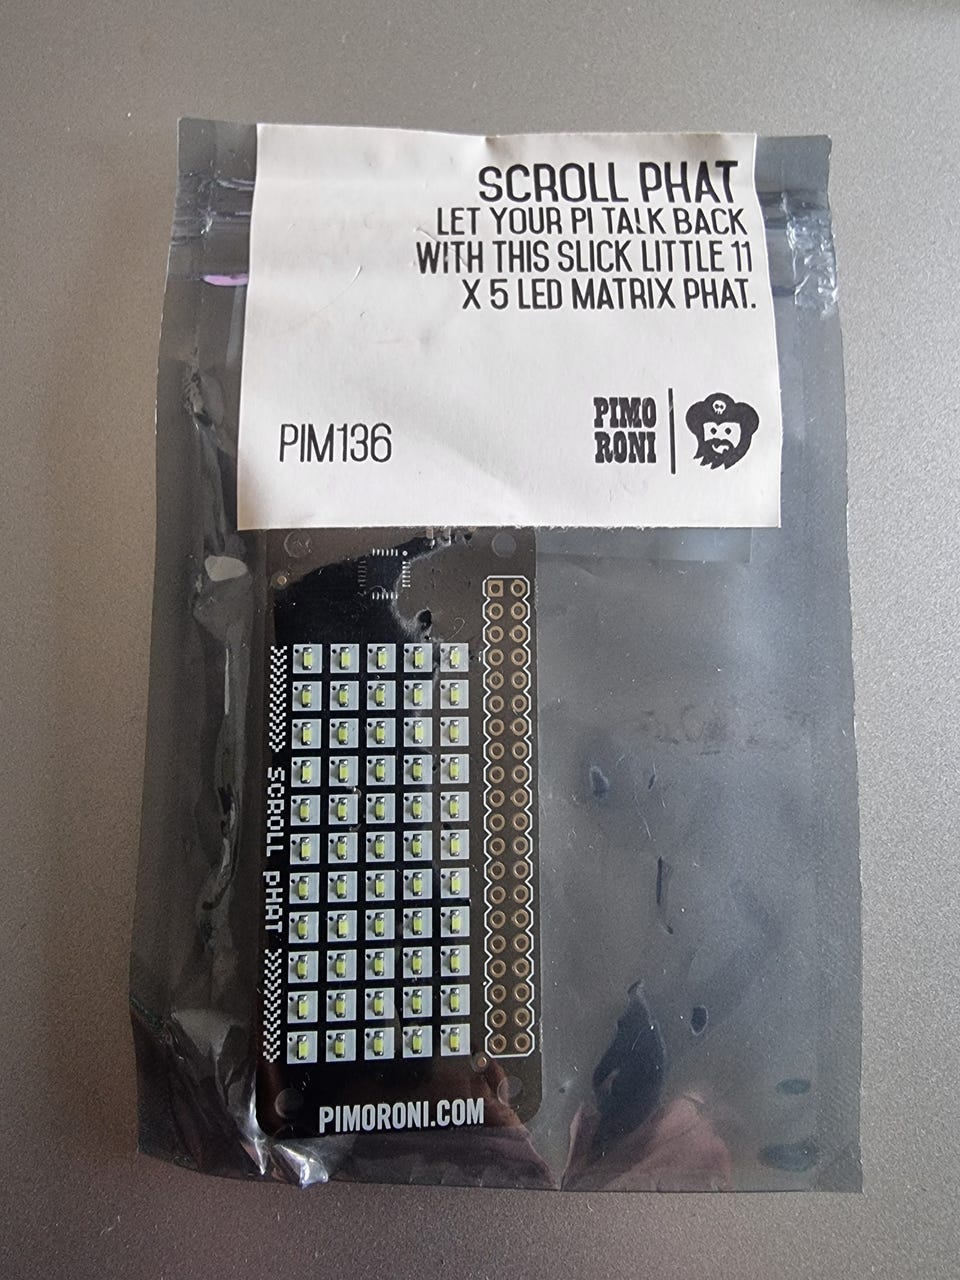 SCROLL PHAT
LET YOUR PI TALK BACK
WITH THIS SLICK LITTLE 11
X 5 LED MATRIX PHAT.
PIM136
PIMO
RONI
SCROLL PHAT
PIMORONI.COM